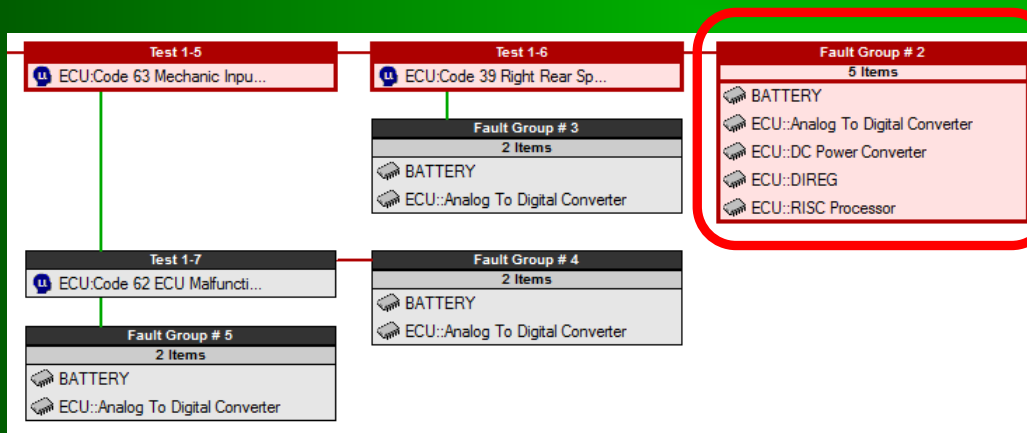 Test 1-5
ECU:Code 63 Mechanic Inpu...
Test 1-6
ECU:Code 39 Right Rear Sp...
Fault Group # 2
5 Items
BATTERY
ECU::Analog To Digital Converter
ECU::DC Power Converter
ECU::DIREG
ECU::RISC Processor
Fault Group # 3
2 Items
BATTERY
ECU::Analog To Digital Converter
Test 1-7
ECU:Code 62 ECU Malfuncti...
Fault Group # 4
2 Items
BATTERY
ECU::Analog To Digital Converter
Fault Group # 5
2 Items
BATTERY
ECU::Analog To Digital Converter